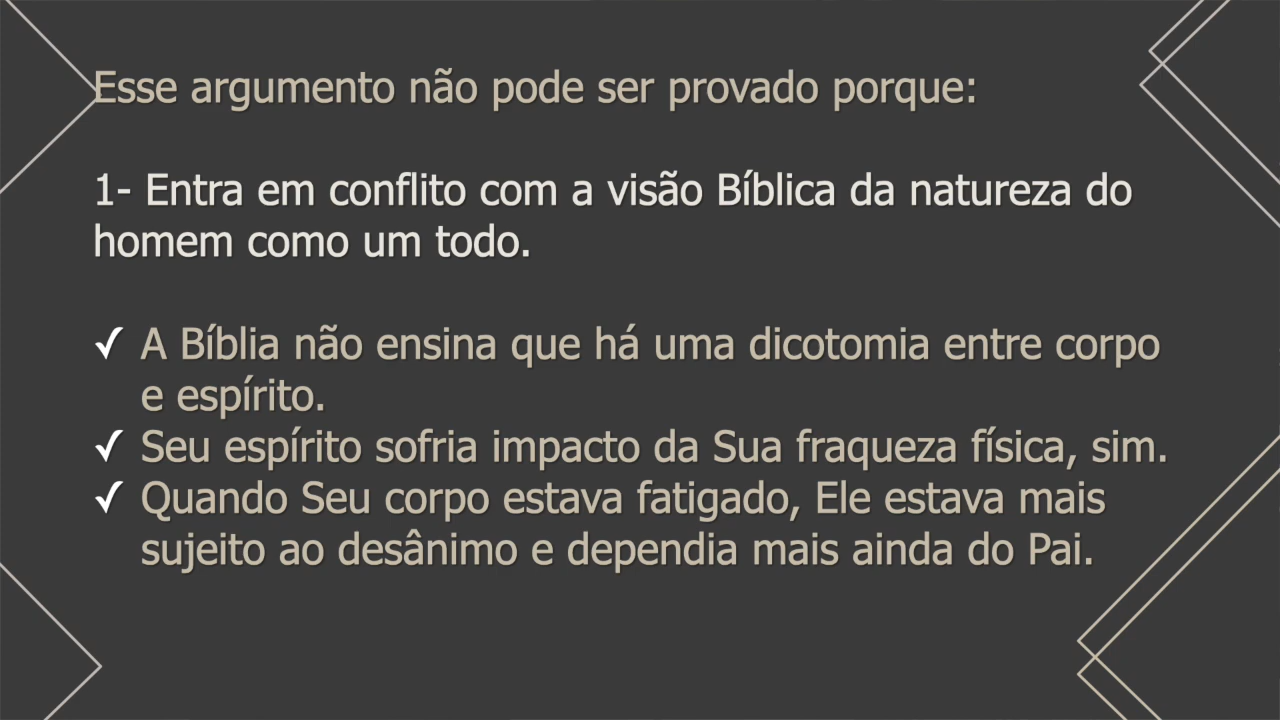 Esse argumento não pode ser provado porque:
1- Entra em conflito com a visão Bíblica da natureza do
homem como um todo.
✓ A Bíblia não ensina que há uma dicotomia entre corpo
e espírito.
✓ Seu espírito sofria impacto da Sua fraqueza física, sim.
✓ Quando Seu corpo estava fatigado, Ele estava mais
sujeito ao desânimo e dependia mais ainda do Pai.